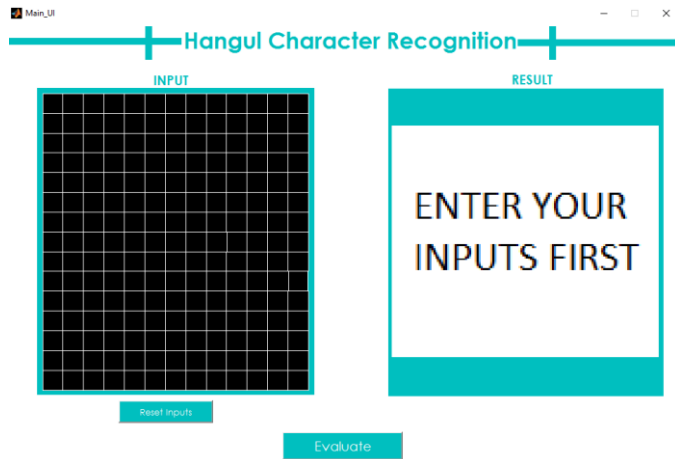 Main_UI
Hangul Character Recognition
INPUT
RESULT
ENTER YOUR
INPUTS FIRST
Reset Inputs
Evaluate